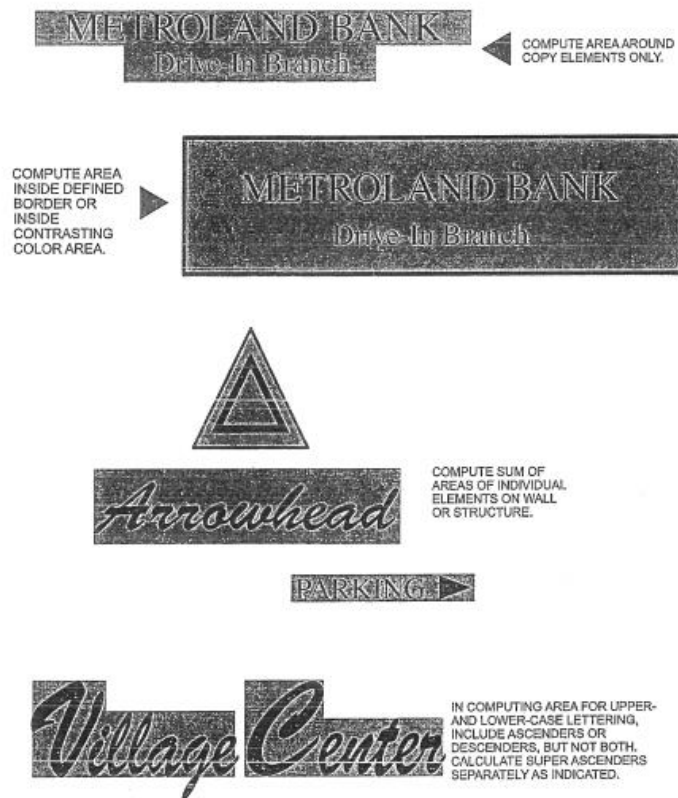 METROLAND BANK
Drive-In Branch
COMPUTE AREA AROUND
COPY ELEMENTS ONLY.
COMPUTE AREA
INSIDE DEFINED
BORDER OR
INSIDE
CONTRASTING
COLOR AREA.
METROLAND BANK
Drive-In Branch
Arrowhead
COMPUTE SUM OF
AREAS OF INDIVIDUAL
ELEMENTS ON WALL
OR STRUCTURE.
PARKING
Village Center
IN COMPUTING AREA FOR UPPER-
AND LOWER-CASE LETTERING,
INCLUDE ASCENDERS OR
DESCENDERS, BUT NOT BOTH.
CALCULATE SUPER ASCENDERS
SEPARATELY AS INDICATED.